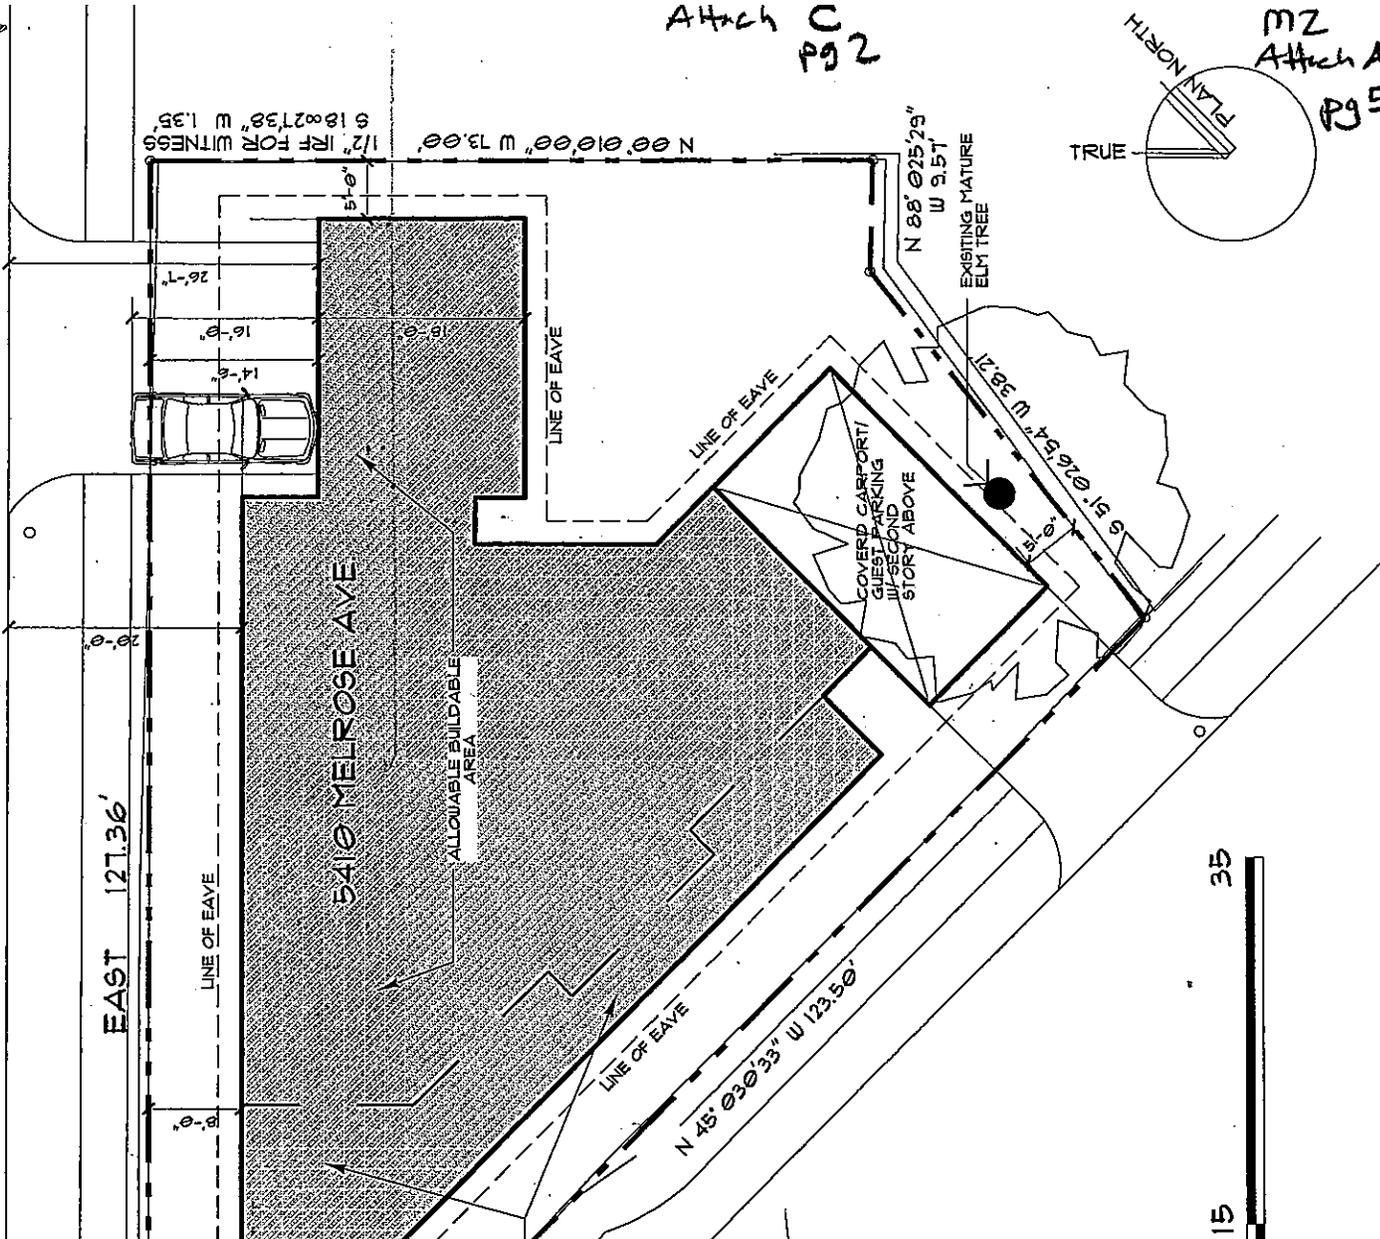 Attach C
pg 2
MZ
Attach A
pg 5
PLAN NORTH
TRUE
1/2" IRF FOR WITNESS
S 18∞27'38" W 1.35'
N 00°010'00" W 73.00'
N 88°025'29"
W 9.57'
EXISITING MATURE
ELM TREE
5'-0"
26'-7"
16'-0"
18'-0"
14'-6"
LINE OF EAVE
LINE OF EAVE
S 51°026'54" W 38.21'
COVERD CARPORT/
GUEST PARKING
W/ SECOND
STORY ABOVE
5'-0"
20'-0"
5410 MELROSE AVE
ALLOWABLE BUILDABLE
AREA
EAST 127.36'
LINE OF EAVE
LINE OF EAVE
N 45°030'33" W 123.50'
8'-0"
35
15